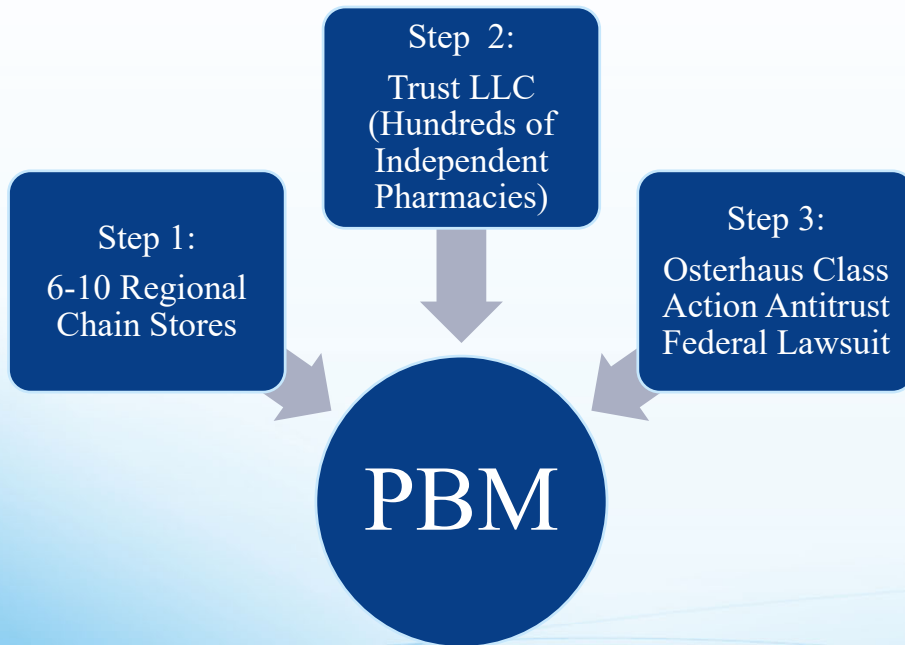 Step 1:
6-10 Regional
Chain Stores
Step 2:
Trust LLC
(Hundreds of
Independent
Pharmacies)
Step 3:
Osterhaus Class
Action Antitrust
Federal Lawsuit
PBM